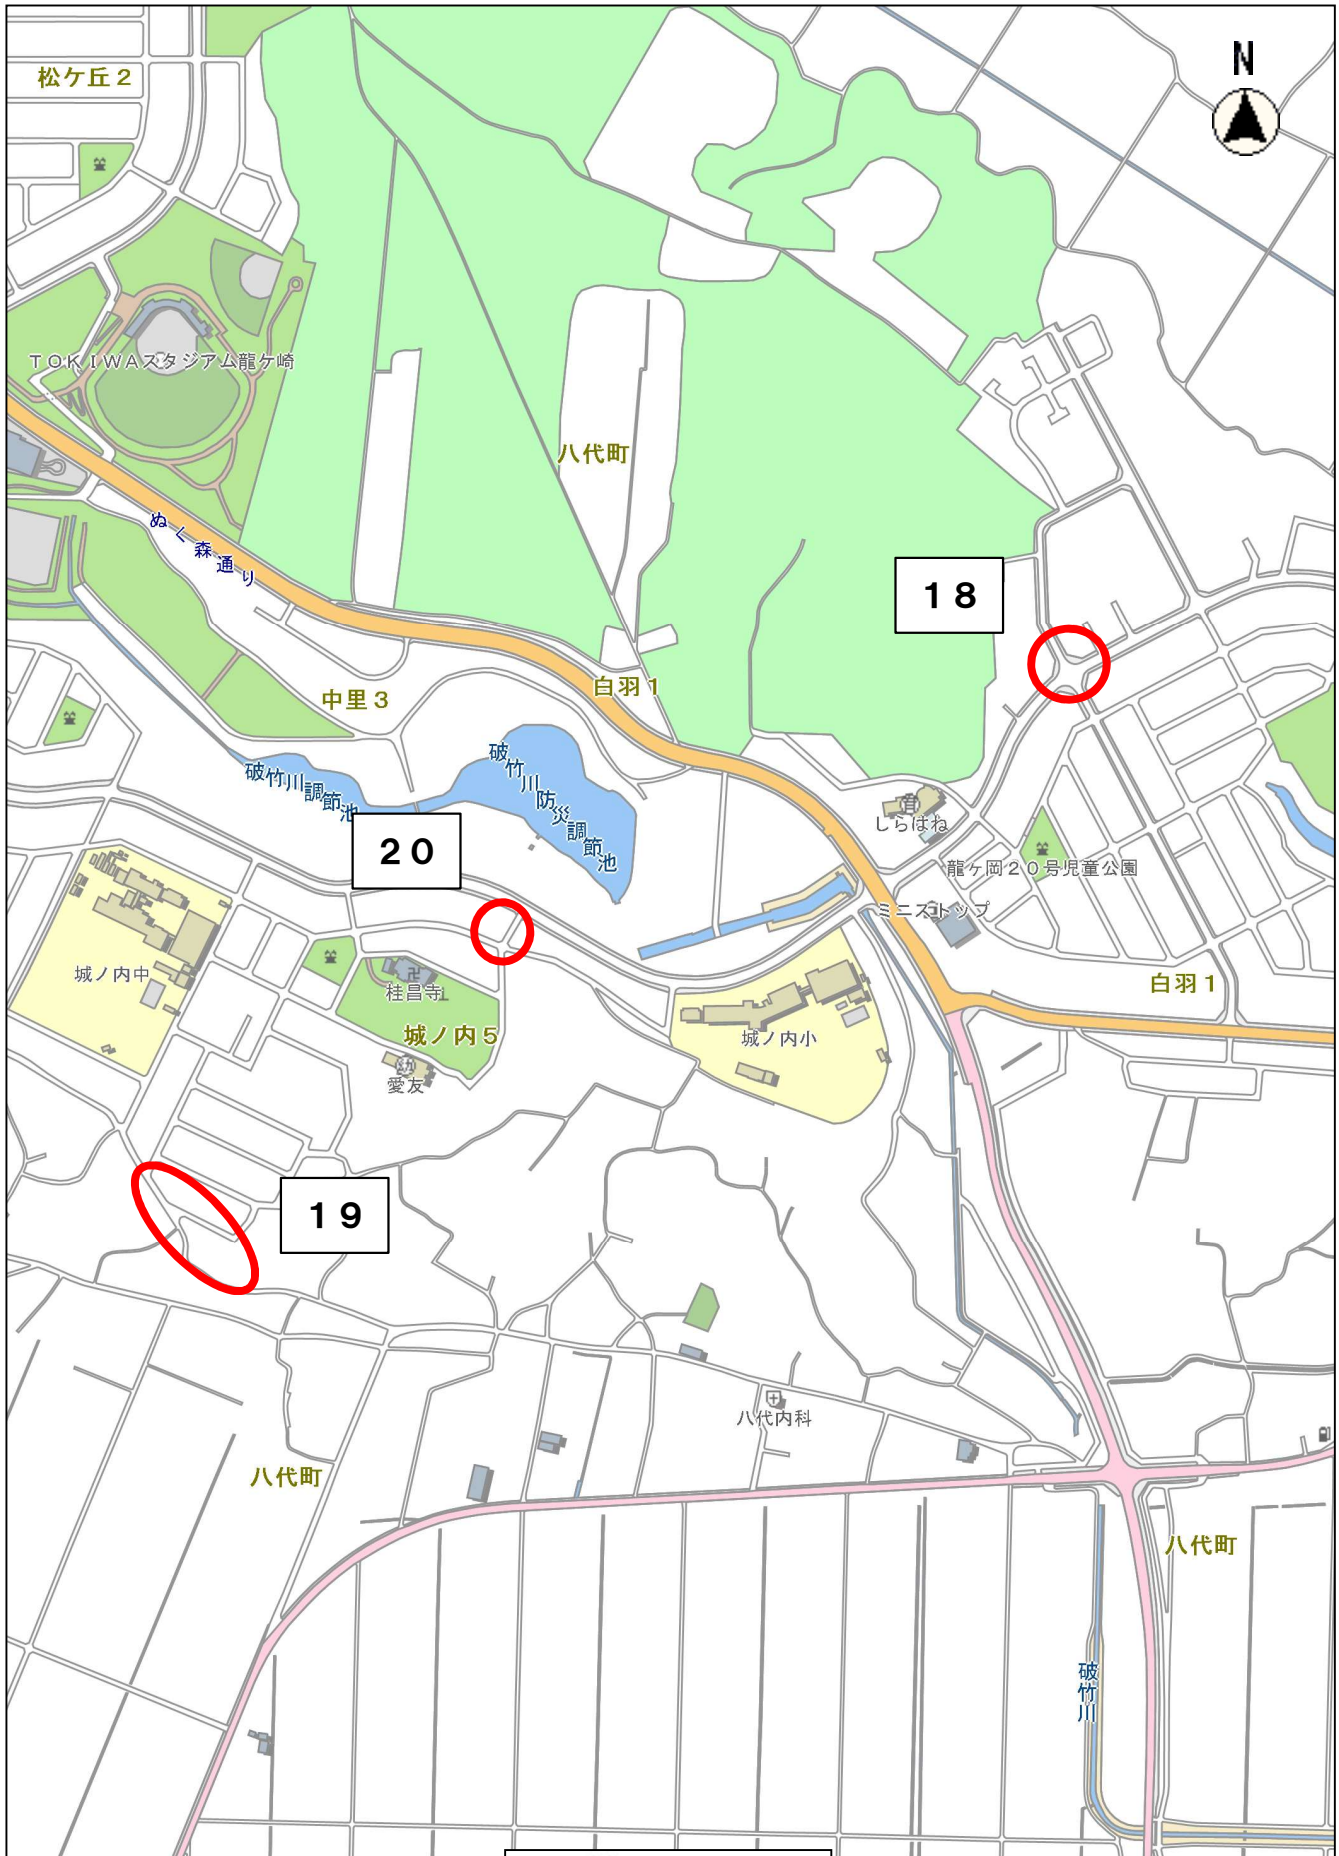 N
松ケ丘２
ＴＯＫＩＷＡスタジアム龍ケ崎
八代町
ぬく森通り
１８
中里３
白羽１
破竹川調節池
破竹川防災調節池
しらはね
２０
龍ヶ岡２０号児童公園
ミニストップ
城ノ内中
桂昌寺
白羽１
城ノ内５
城ノ内小
愛友
１９
八代内科
八代町
八代町
破竹川